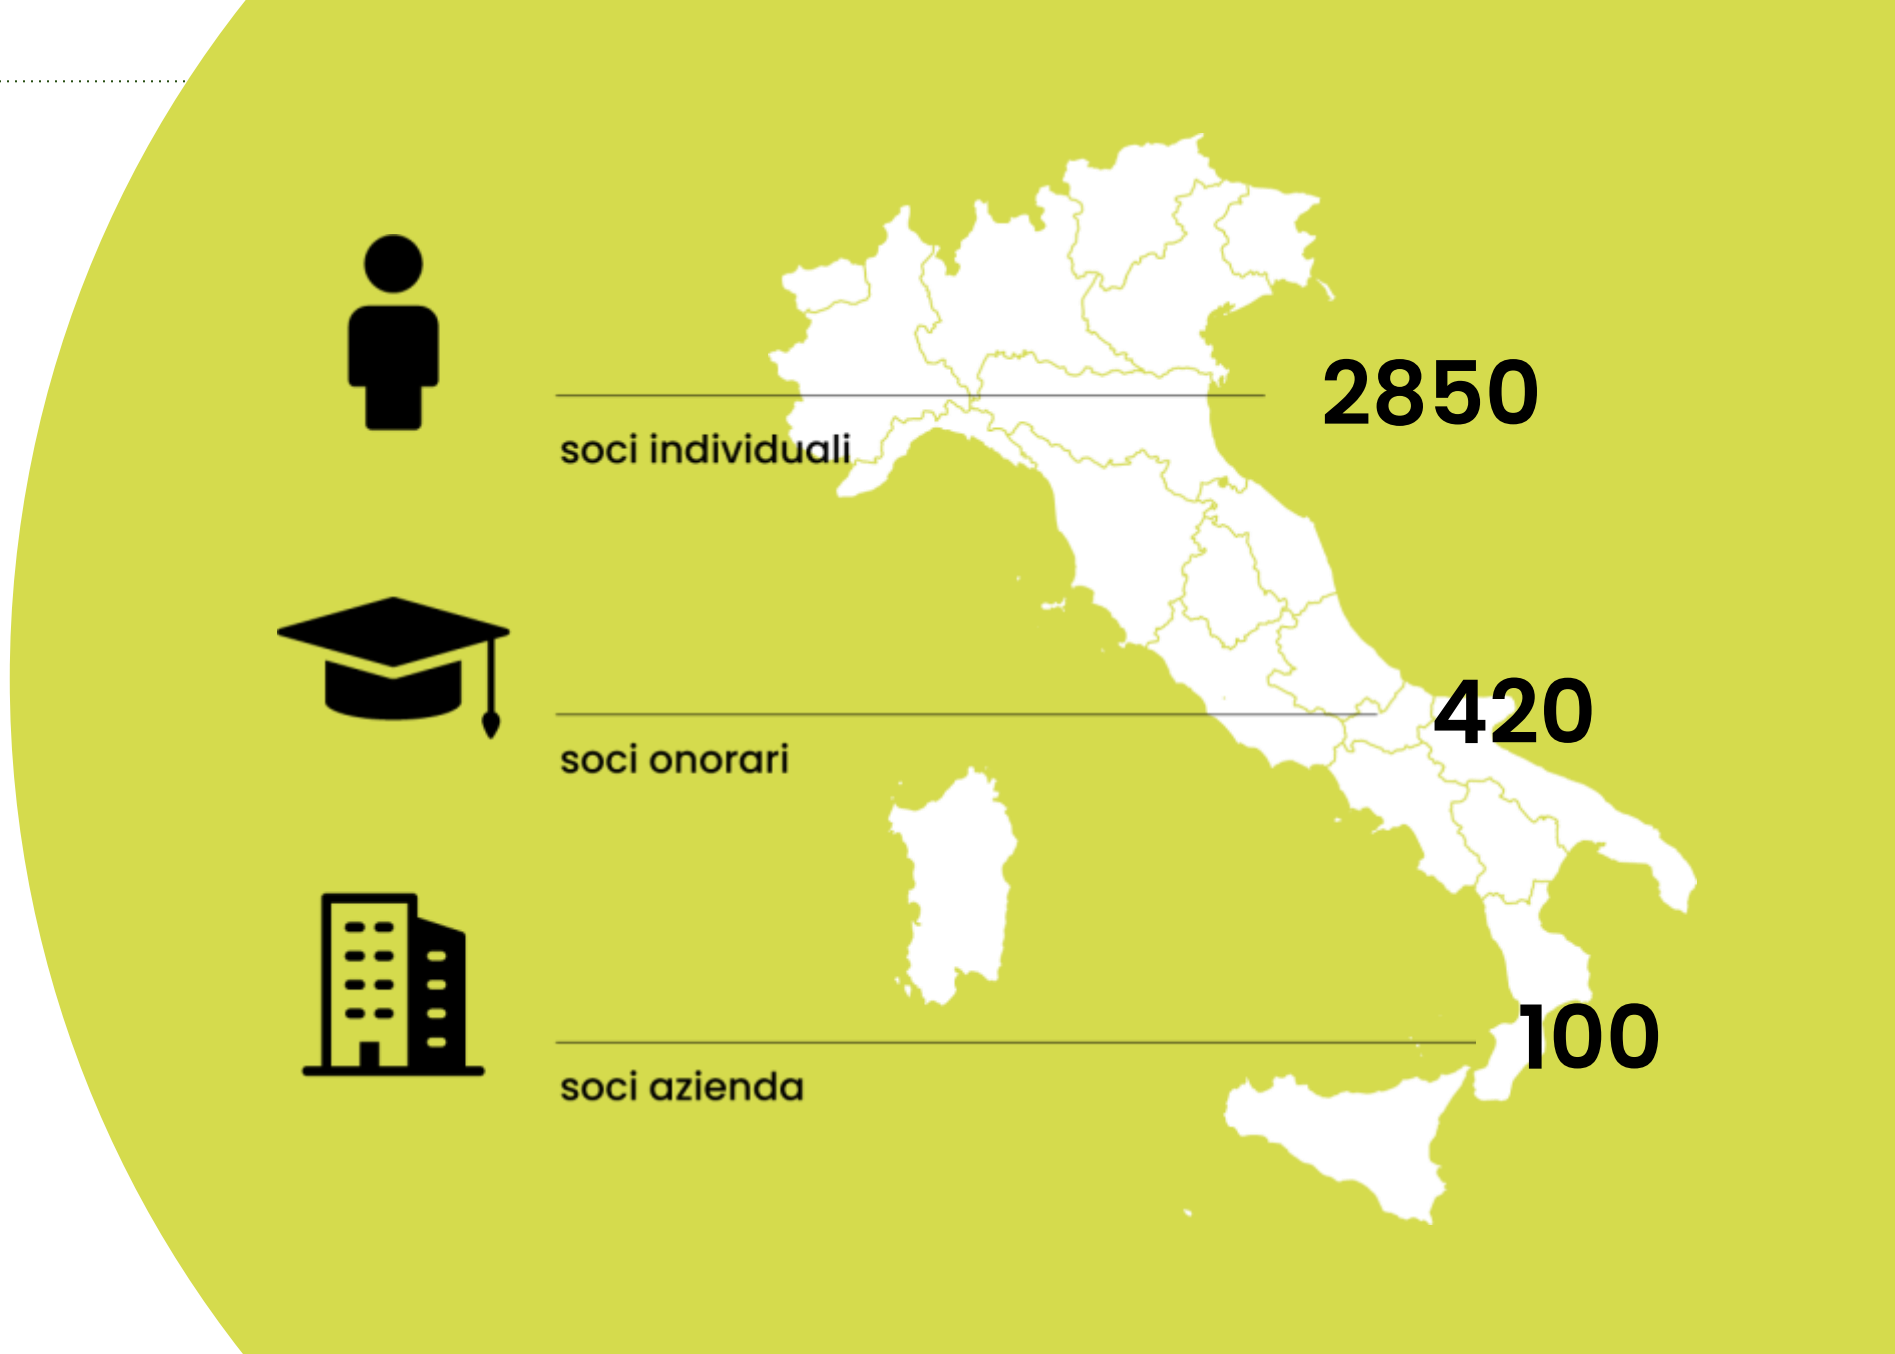 2850
soci individuali
420
soci onorari
100
soci azienda